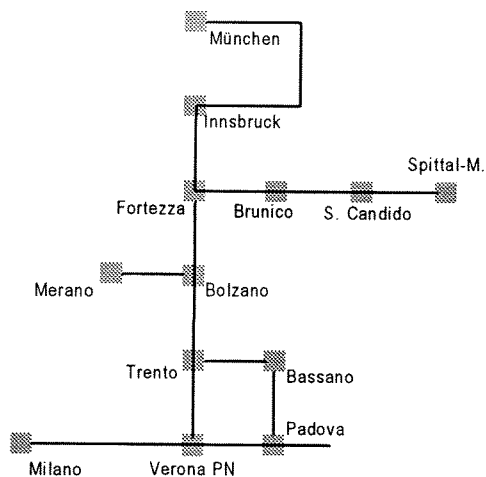 München
Innsbruck
Spittal-M.
Fortezza
Brunico
S. Candido
Merano
Bolzano
Trento
Bassano
Padova
Milano
Verona PN